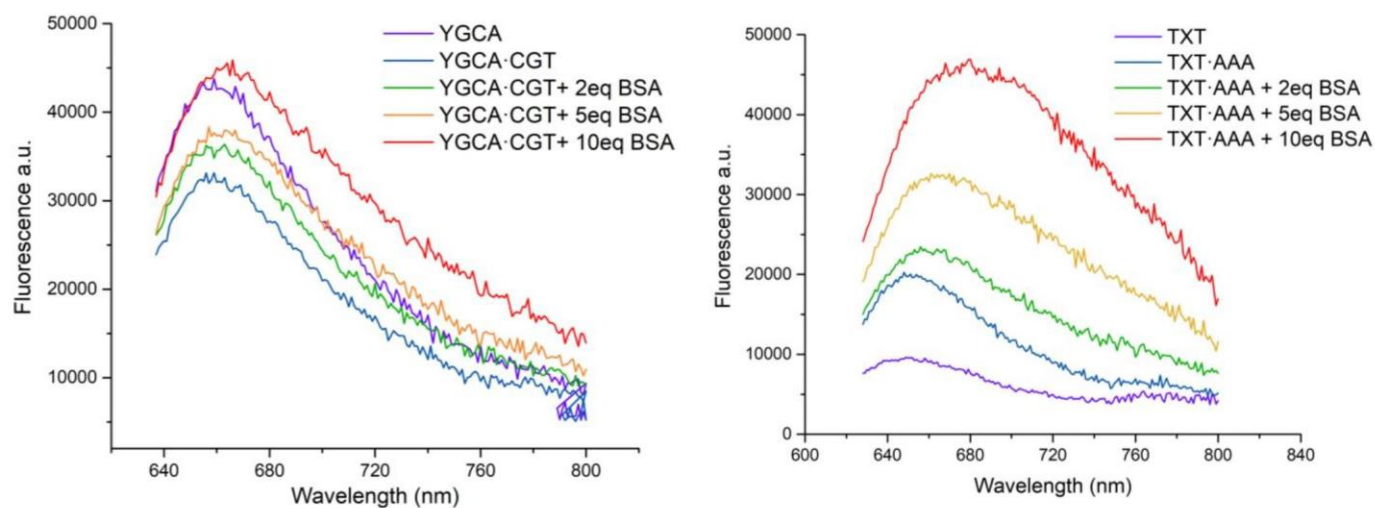 50000
40000
30000
20000
10000
Fluorescence a.u.
640 680 720 760 800
Wavelength (nm)
YGCA
YGCA·CGT
YGCA·CGT+ 2eq BSA
YGCA·CGT+ 5eq BSA
YGCA·CGT+ 10eq BSA
50000
40000
30000
20000
10000
0
Fluorescence a.u.
600 640 680 720 760 800 840
Wavelength (nm)
TXT
TXT·AAA
TXT·AAA + 2eq BSA
TXT·AAA + 5eq BSA
TXT·AAA + 10eq BSA